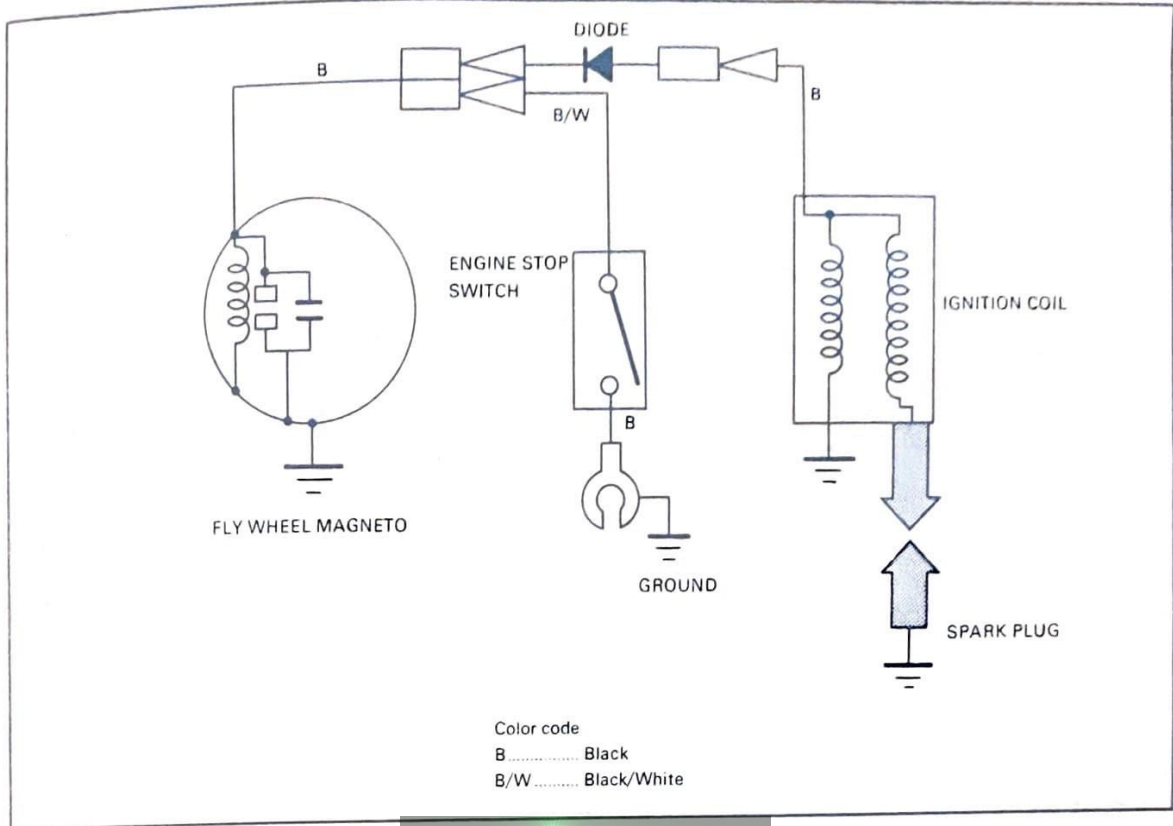 DIODE
B
B
B/W
ENGINE STOP
SWITCH
IGNITION COIL
B
FLY WHEEL MAGNETO
GROUND
SPARK PLUG
Color code
B .............. Black
B/W .......... Black/White